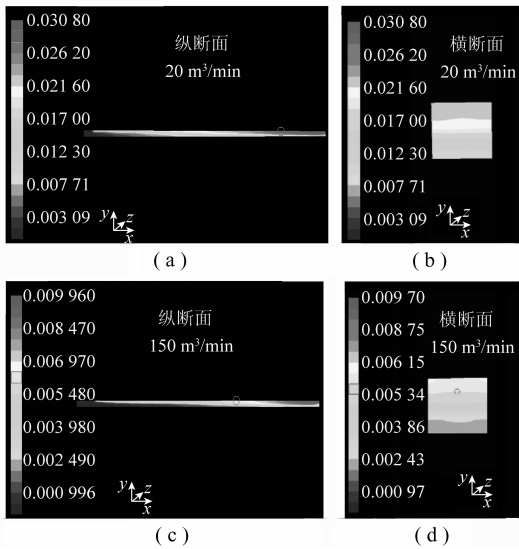 0.030 80
0.026 20
0.021 60
0.017 00
0.012 30
0.007 71
0.003 09
纵断面
20 m³/min
y
z
x
(a)
0.030 80
0.026 20
0.021 60
0.017 00
0.012 30
0.007 71
0.003 09
横断面
20 m³/min
y
z
x
(b)
0.009 960
0.008 470
0.006 970
0.005 480
0.003 980
0.002 490
0.000 996
纵断面
150 m³/min
y
z
x
(c)
0.009 70
0.008 75
0.006 15
0.005 34
0.003 86
0.002 43
0.000 97
横断面
150 m³/min
y
z
x
(d)